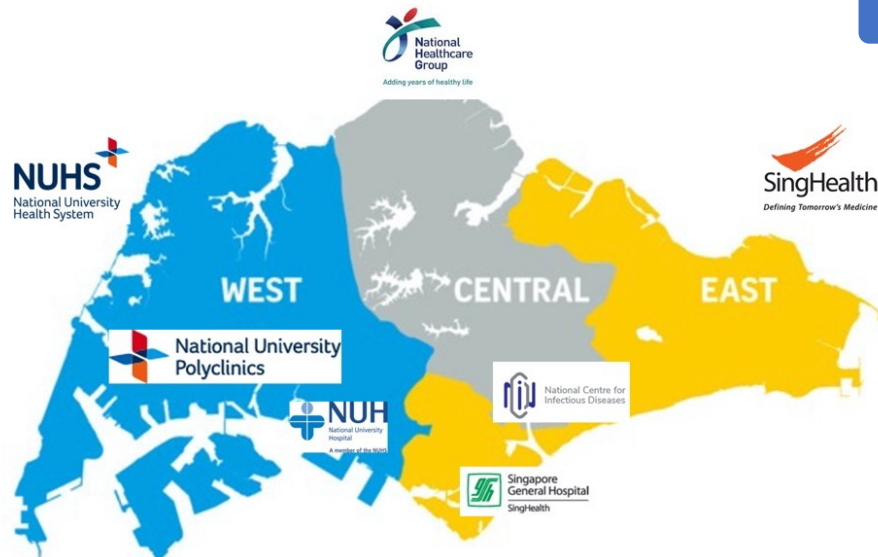 National
Healthcare
Group
Adding years of healthy life
NUHS
National University
Health System
SingHealth
Defining Tomorrow's Medicine
WEST
CENTRAL
EAST
National University
Polyclinics
National Centre for
Infectious Diseases
NUH
National University
Hospital
A member of the NUHS
Singapore
General Hospital
SingHealth